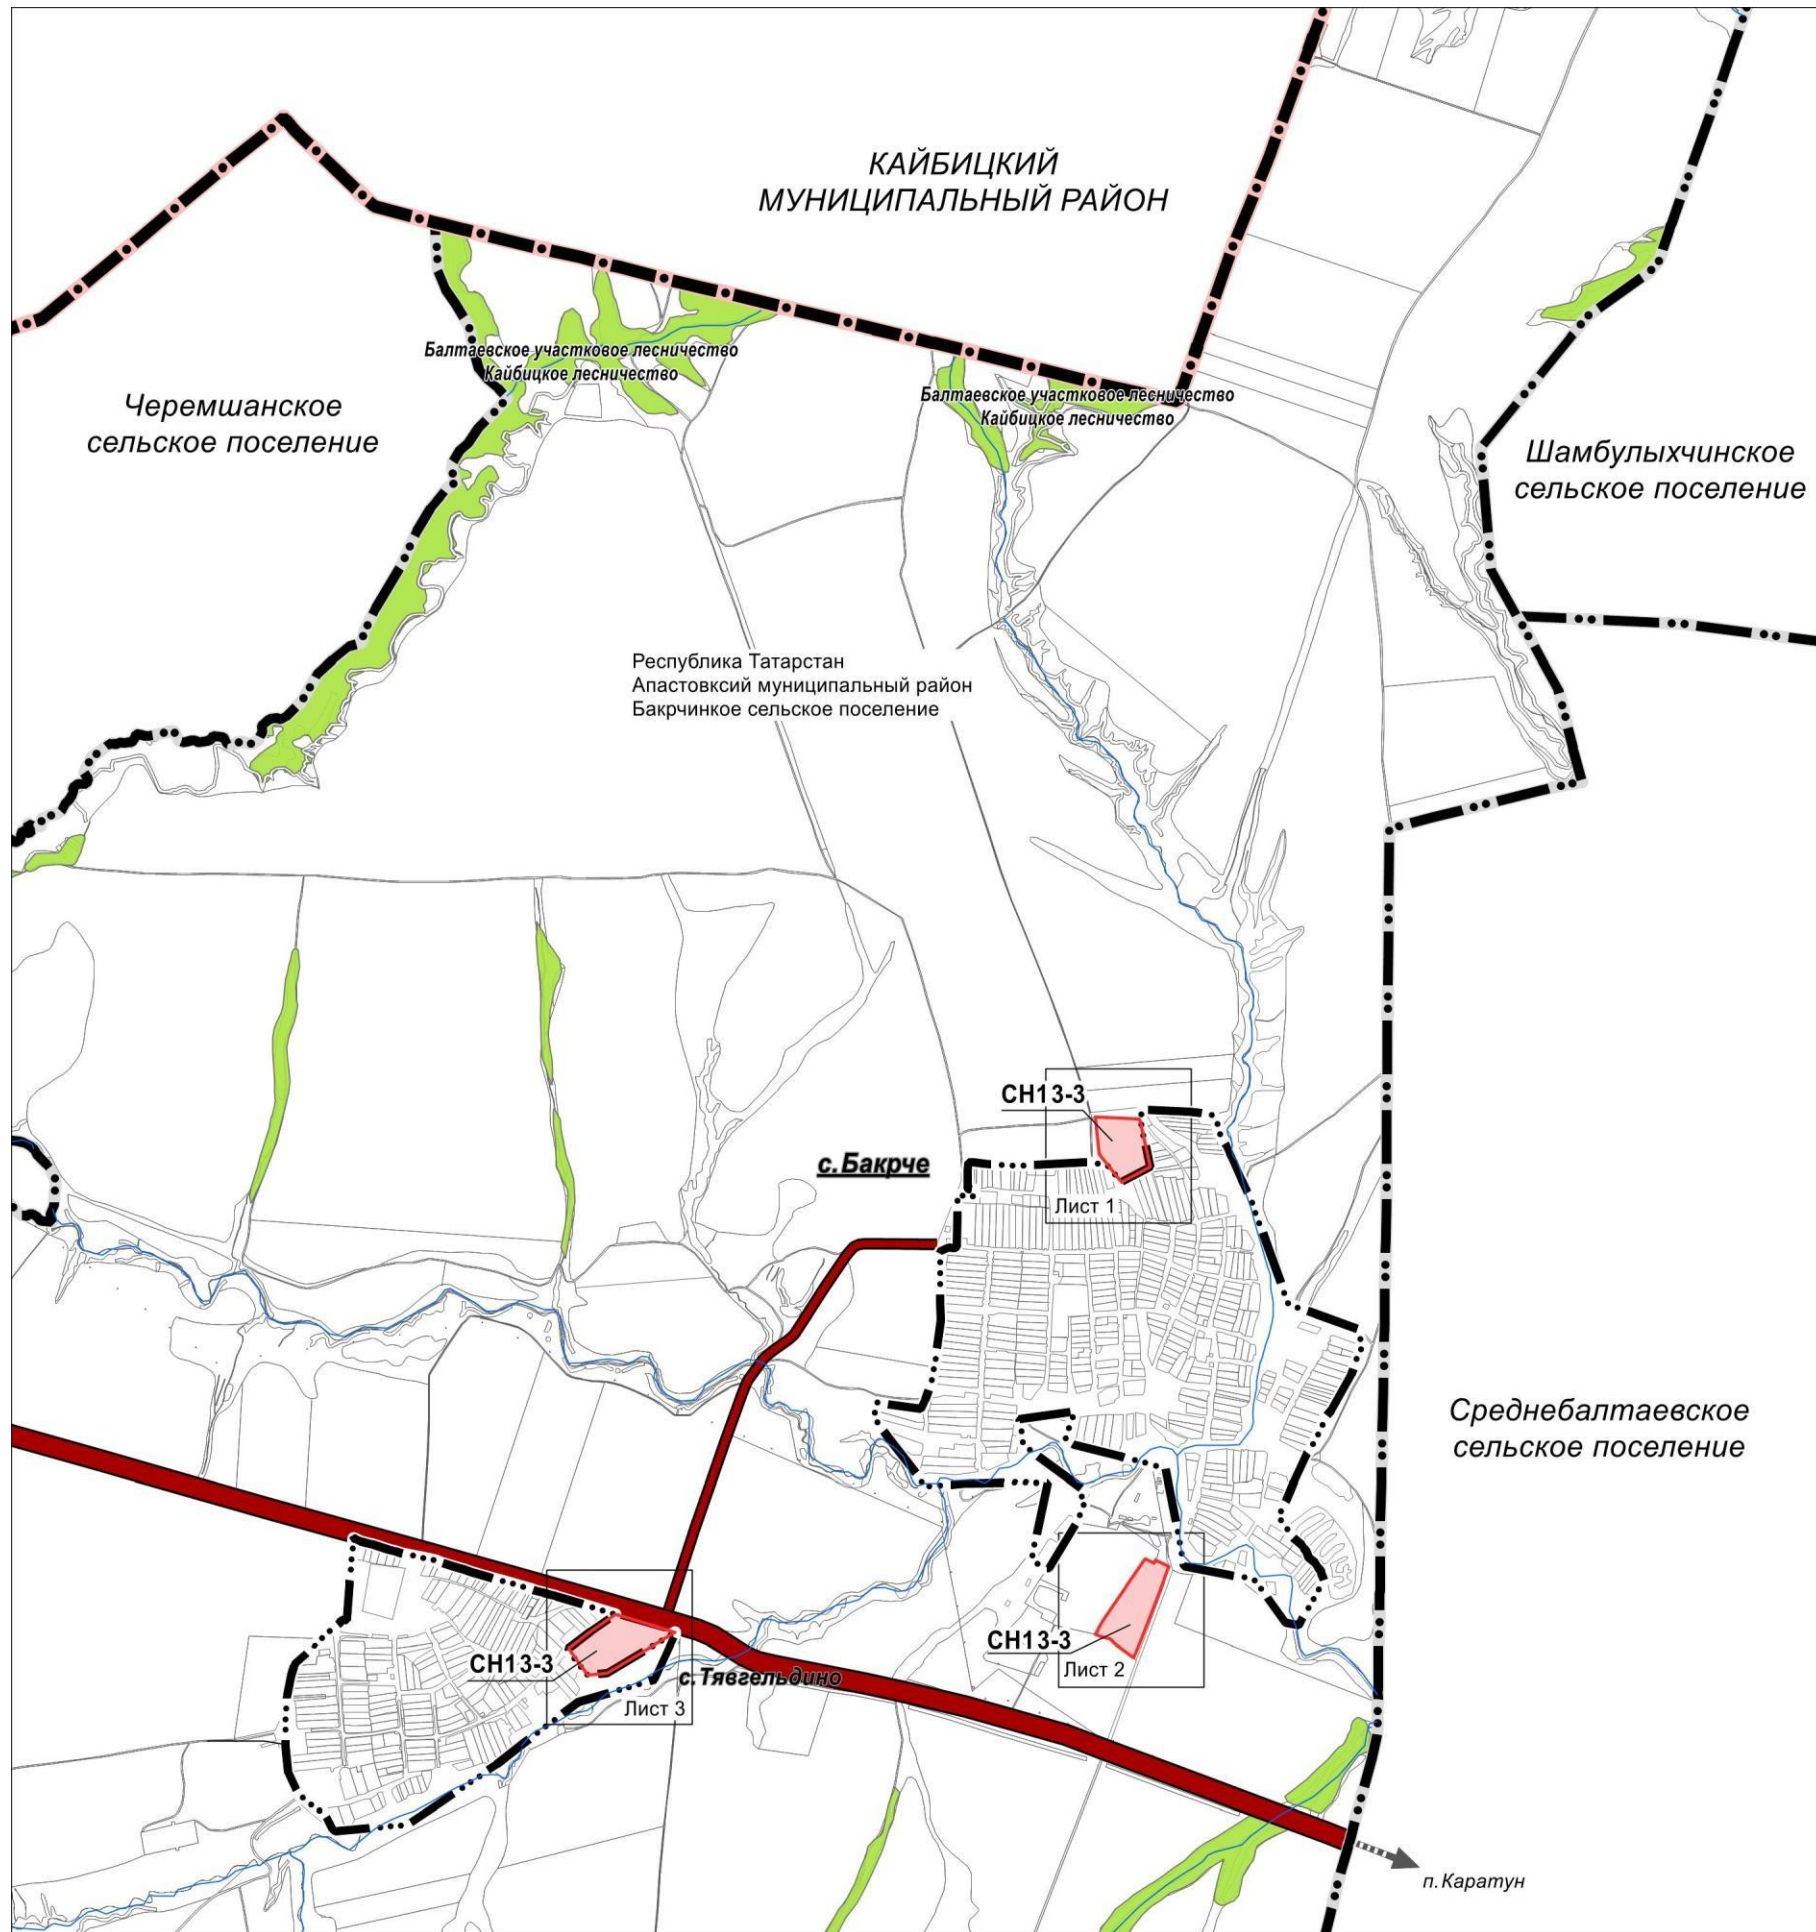 КАЙБИЦКИЙ
МУНИЦИПАЛЬНЫЙ РАЙОН
Балтаевское участковое лесничество
Кайбицкое лесничество
Балтаевское участковое лесничество
Кайбицкое лесничество
Черемшанское
сельское поселение
Шамбулыхчинское
сельское поселение
Республика Татарстан
Апастовксий муниципальный район
Бакрчинкое сельское поселение
СН13-3
с.Бакрче
Лист 1
Среднебалтаевское
сельское поселение
СН13-3
Лист 2
СН13-3
с.Тявгельдино
Лист 3
п.Каратун